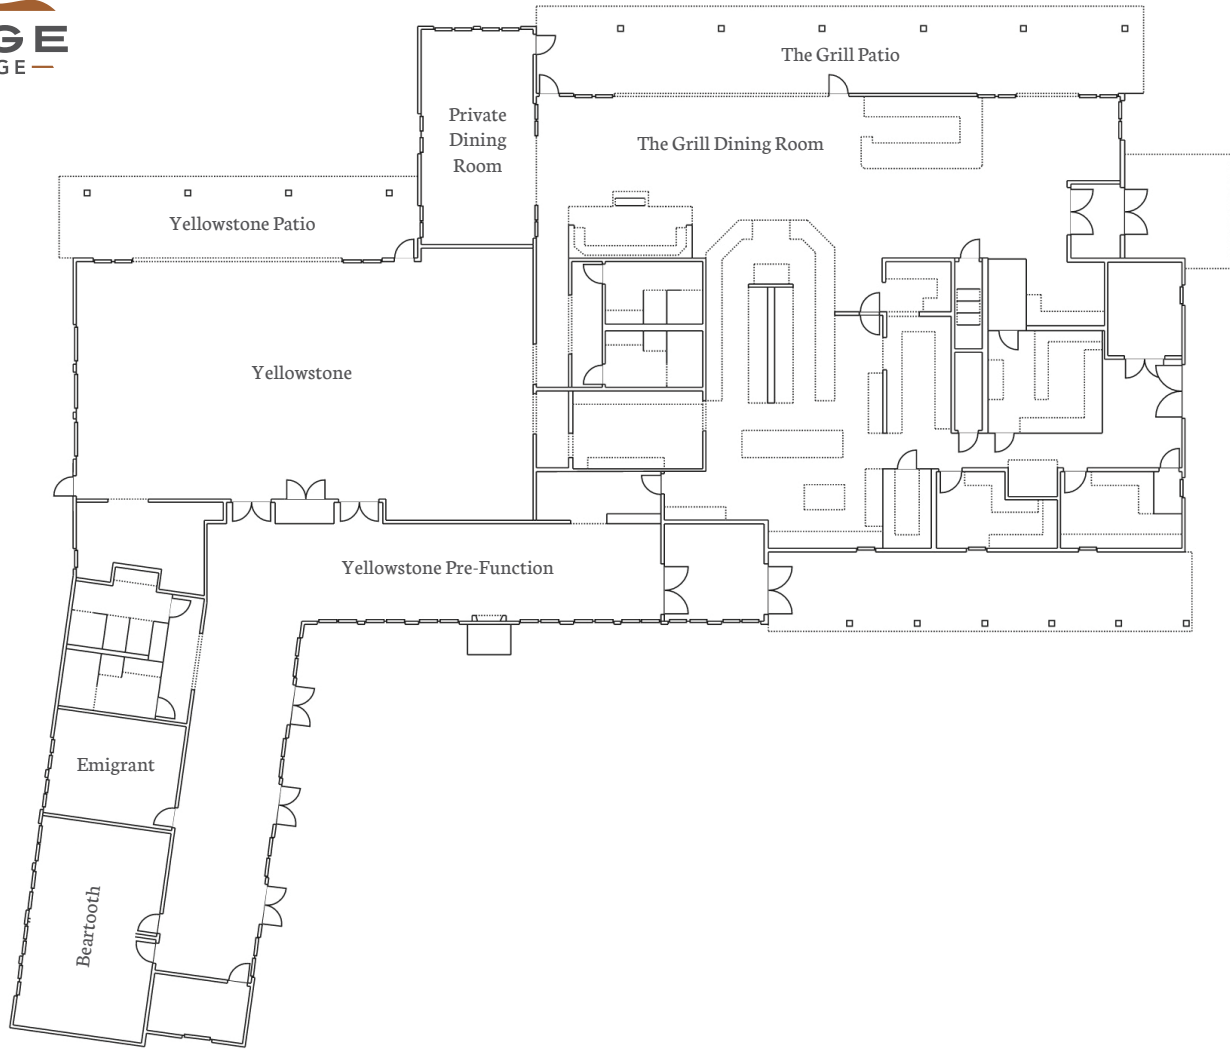 GE
GE
The Grill Patio
Private
Dining
Room
The Grill Dining Room
Yellowstone Patio
Yellowstone
Yellowstone Pre-Function
Emigrant
Beartooth